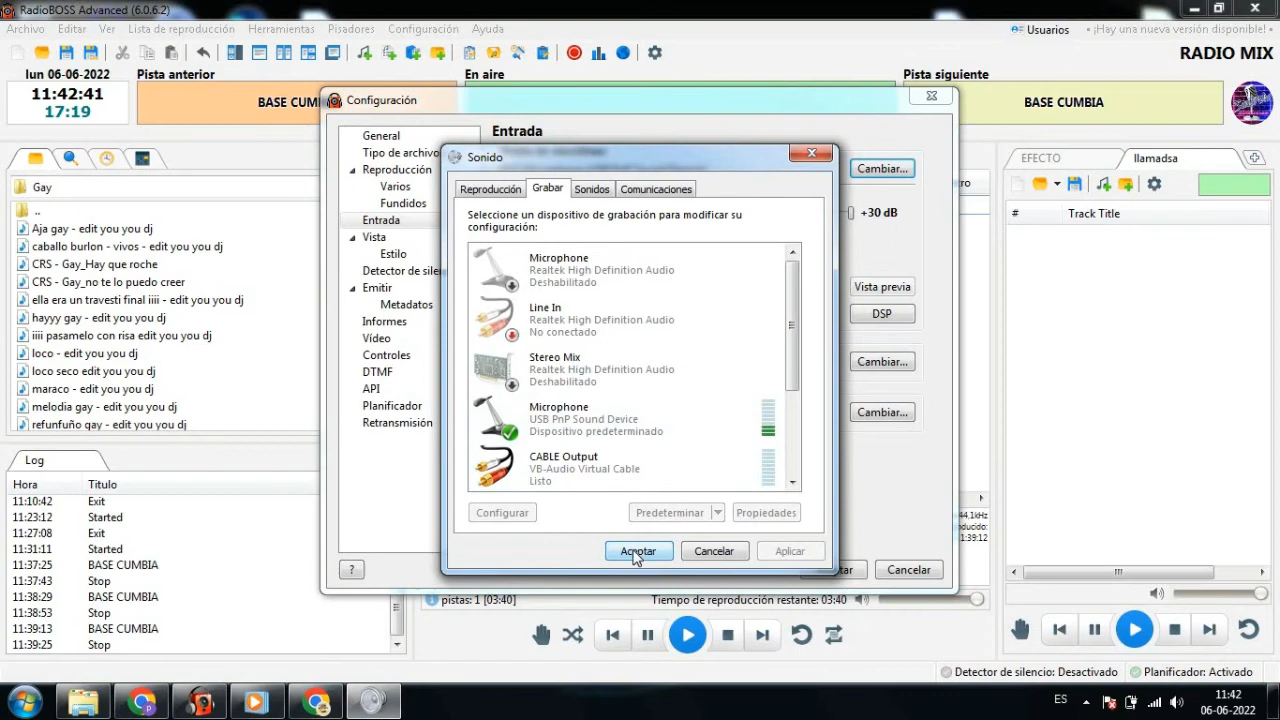 RadioBOSS Advanced (6.0.6.2)
Archivo Editar Ver Lista de reproducción Herramientas Pisadores Configuración Ayuda
Usuarios
• ¡Hay una nueva versión disponible! •
RADIO MIX
lun 06-06-2022
11:42:41
17:19
Pista anterior
BASE CUM
En aire
Pista siguiente
BASE CUMBIA
Gay
..
Aja gay - edit you you dj
caballo burlon - vivos - edit you you dj
CRS - Gay_Hay que roche
CRS - Gay_no te lo puedo creer
ella era un travesti final iiii - edit you you dj
hayyy gay - edit you you dj
iiii pasamelo con risa edit you you dj
loco - edit you you dj
loco seco edit you you dj
maraco - edit you you dj
melodia gay - edit you you dj
refunfuño gay - edit you you dj
Log
Hora Titulo
11:10:42 Exit
11:23:12 Started
11:27:08 Exit
11:31:11 Started
11:37:25 BASE CUMBIA
11:37:43 Stop
11:38:29 BASE CUMBIA
11:38:53 Stop
11:39:13 BASE CUMBIA
11:39:25 Stop
Configuración
General
Tipo de archivo
Reproducción
Varios
Fundidos
Entrada
Vista
Estilo
Detector de sile
Emitir
Metadatos
Informes
Vídeo
Controles
DTMF
API
Planificador
Retransmisión
Entrada
Cambiar...
+30 dB
Vista previa
DSP
Cambiar...
Cambiar...
?
tar
Cancelar
Sonido
Reproducción Grabar Sonidos Comunicaciones
Seleccione un dispositivo de grabación para modificar su
configuración:
Microphone
Realtek High Definition Audio
Deshabilitado
Line In
Realtek High Definition Audio
No conectado
Stereo Mix
Realtek High Definition Audio
Deshabilitado
Microphone
USB PnP Sound Device
Dispositivo predeterminado
CABLE Output
VB-Audio Virtual Cable
Listo
Configurar Predeterminar Propiedades
Aceptar Cancelar Aplicar
ro
44,1kHz
oducido:
1:39:12
pistas: 1 [03:40]
Tiempo de reproducción restante: 03:40
EFECTO llamadsa
# Track Title
Detector de silencio: Desactivado
Planificador: Activado
ES
11:42
06-06-2022